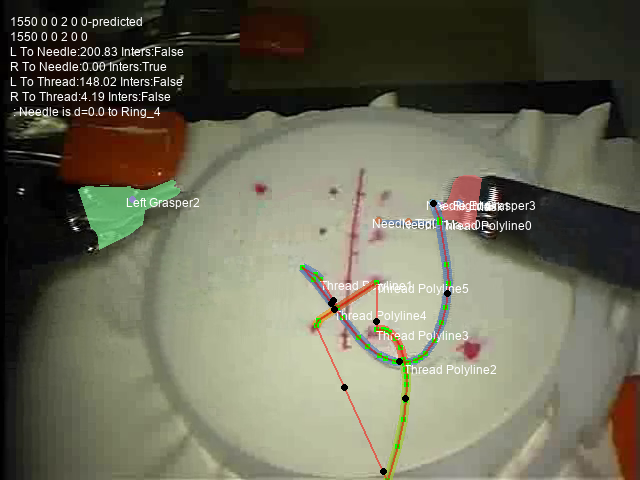 1550 0 0 2 0 0-predicted
1550 0 0 2 0 0
L To Needle:200.83 Inters:False
R To Needle:0.00 Inters:True
L To Thread:148.02 Inters:False
R To Thread:4.19 Inters:False
: Needle is d=0.0 to Ring_4
Left Grasper2
Thread Polyline0
Thread Polyline1
Thread Polyline5
Thread Polyline4
Thread Polyline3
Thread Polyline2